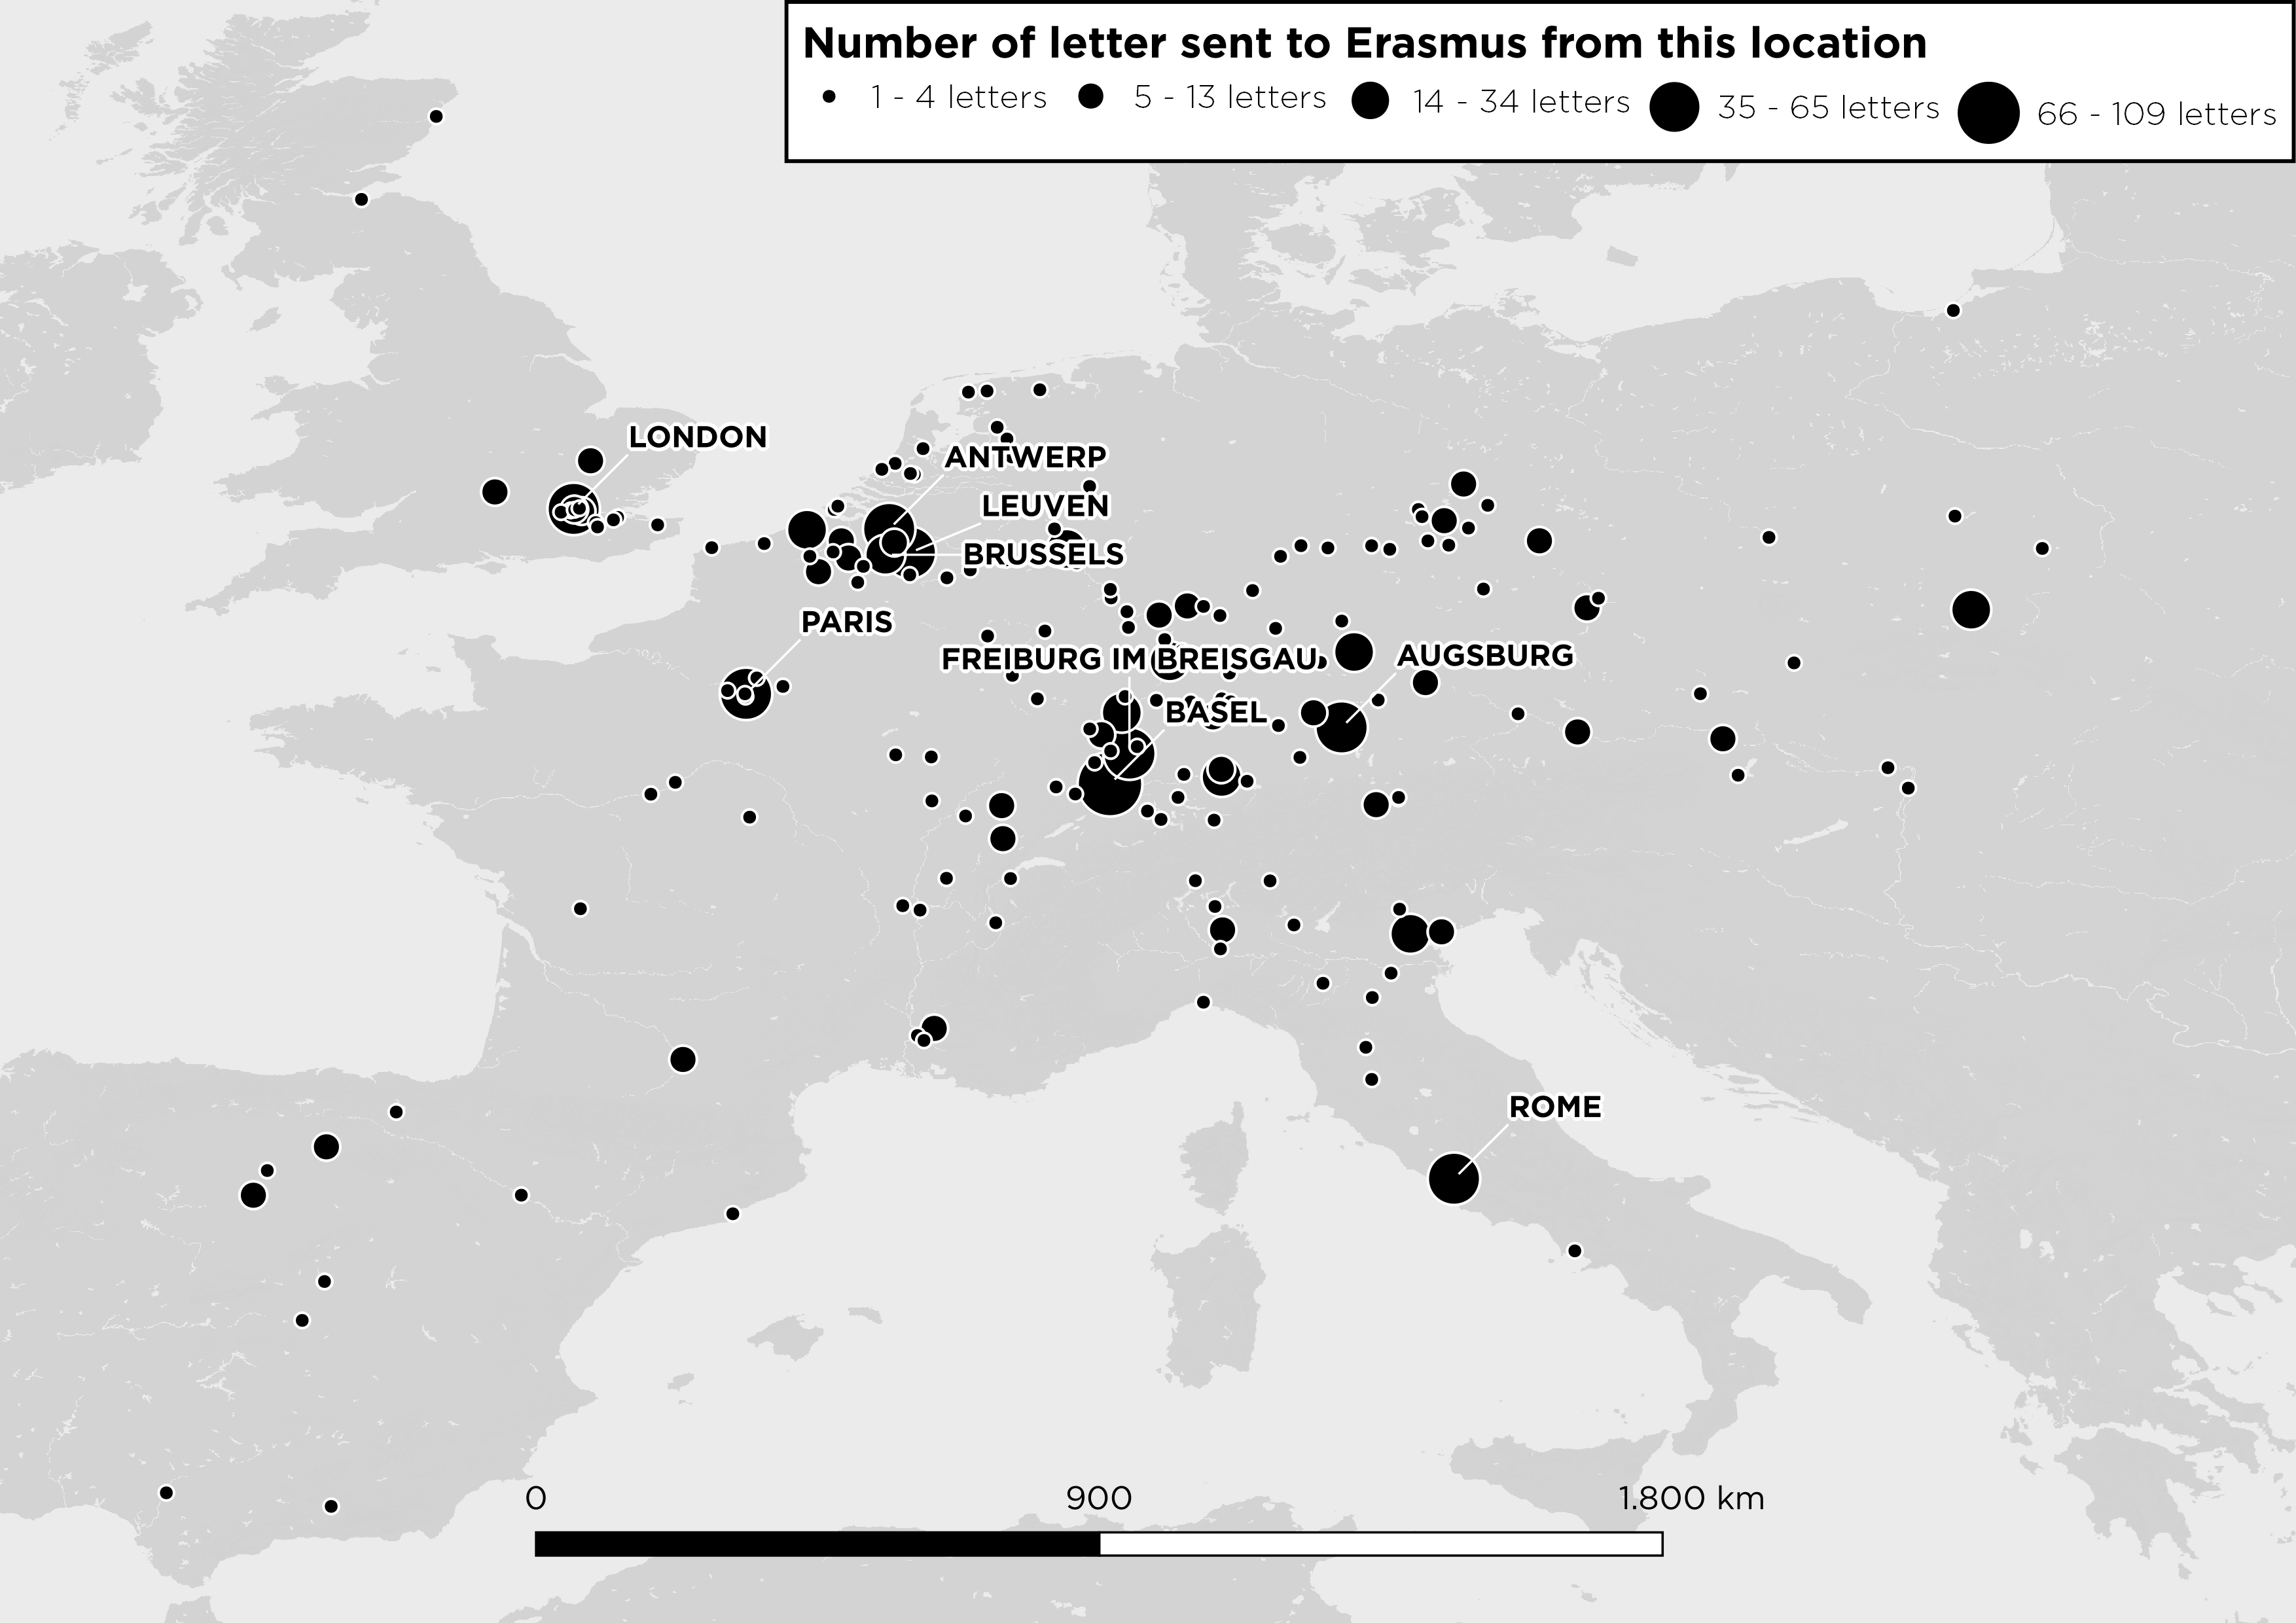 Number of letter sent to Erasmus from this location
1 - 4 letters
5 - 13 letters
14 - 34 letters
35 - 65 letters
66 - 109 letters
LONDON
ANTWERP
LEUVEN
BRUSSELS
PARIS
FREIBURG IM BREISGAU
AUGSBURG
BASEL
ROME
0 900 1.800 km